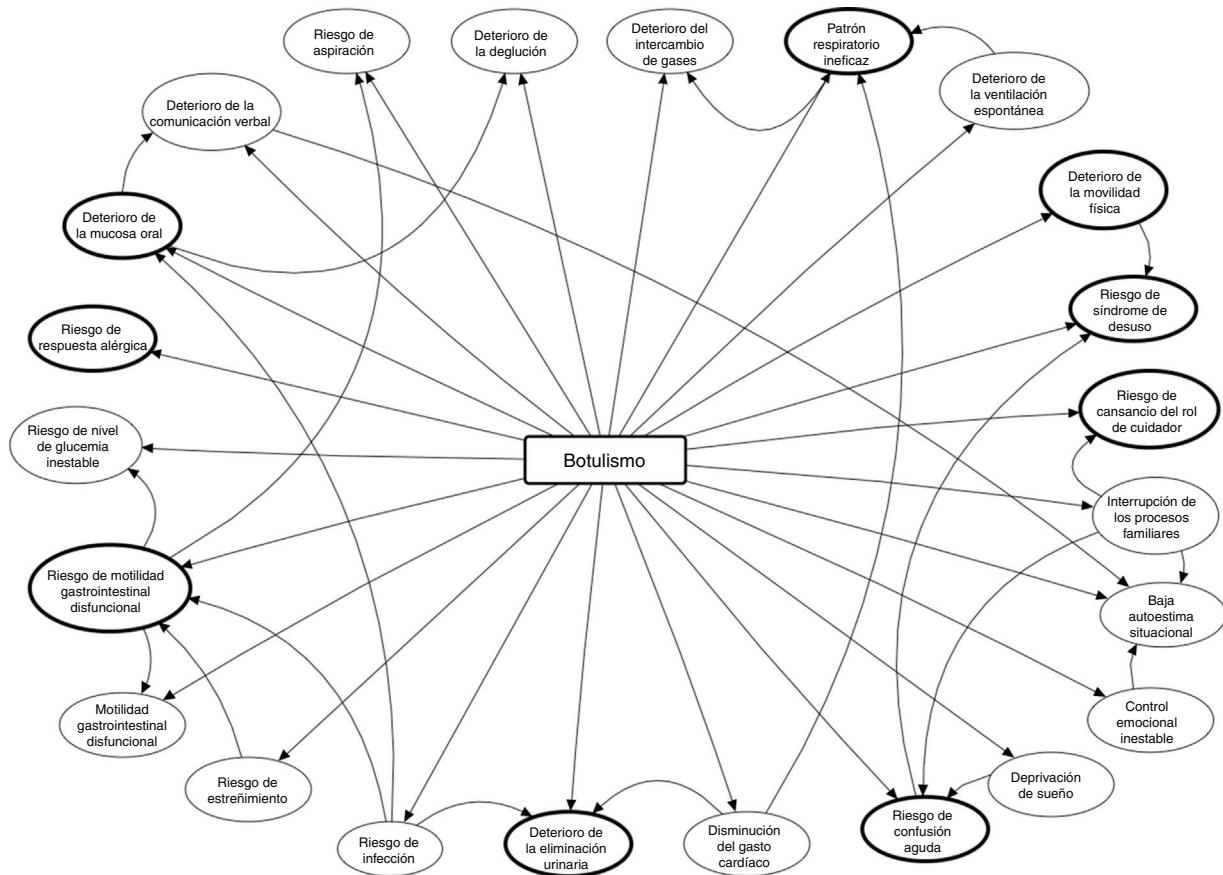 Riesgo de
aspiración
Deterioro de
la deglución
Deterioro del
intercambio
de gases
Patrón
respiratorio
ineficaz
Deterioro de
la ventilación
espontánea
Deterioro de la
comunicación verbal
Deterioro de
la movilidad
física
Deterioro de
la mucosa oral
Riesgo de
síndrome de
desuso
Riesgo de
respuesta alérgica
Riesgo de
cansancio del rol
de cuidador
Riesgo de nivel
de glucemia
inestable
Botulismo
Interrupción de
los procesos
familiares
Riesgo de motilidad
gastrointestinal
disfuncional
Baja
autoestima
situacional
Motilidad
gastrointestinal
disfuncional
Control
emocional
inestable
Riesgo de
estreñimiento
Deprivación
de sueño
Riesgo de
infección
Deterioro de
la eliminación
urinaria
Disminución
del gasto
cardíaco
Riesgo de
confusión
aguda